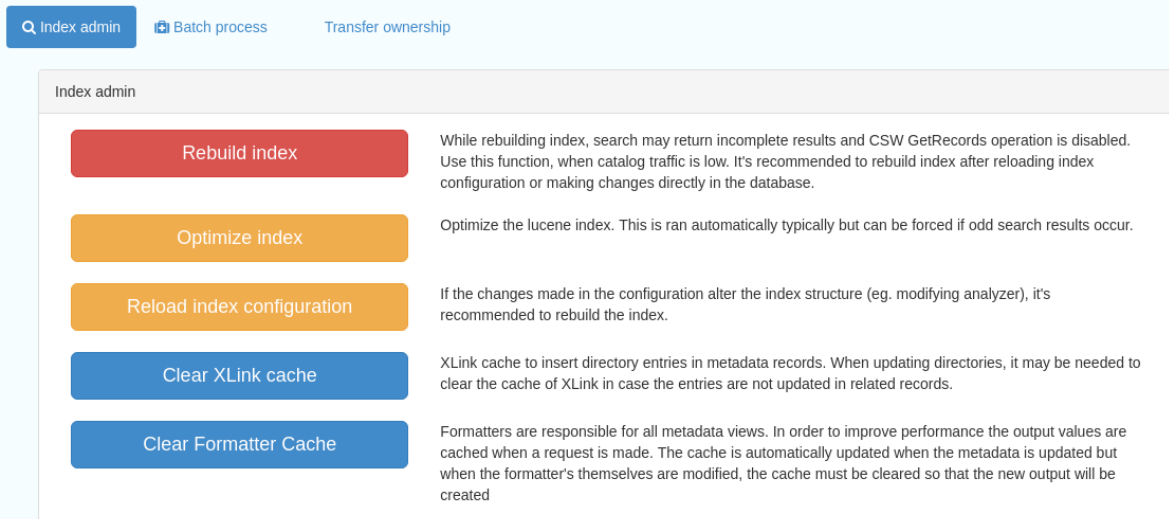 Index admin Batch process Transfer ownership
Index admin
Rebuild index
While rebuilding index, search may return incomplete results and CSW GetRecords operation is disabled.
Use this function, when catalog traffic is low. It's recommended to rebuild index after reloading index
configuration or making changes directly in the database.
Optimize index
Optimize the lucene index. This is ran automatically typically but can be forced if odd search results occur.
Reload index configuration
If the changes made in the configuration alter the index structure (eg. modifying analyzer), it's
recommended to rebuild the index.
Clear XLink cache
XLink cache to insert directory entries in metadata records. When updating directories, it may be needed to
clear the cache of XLink in case the entries are not updated in related records.
Clear Formatter Cache
Formatters are responsible for all metadata views. In order to improve performance the output values are
cached when a request is made. The cache is automatically updated when the metadata is updated but
when the formatter's themselves are modified, the cache must be cleared so that the new output will be
created